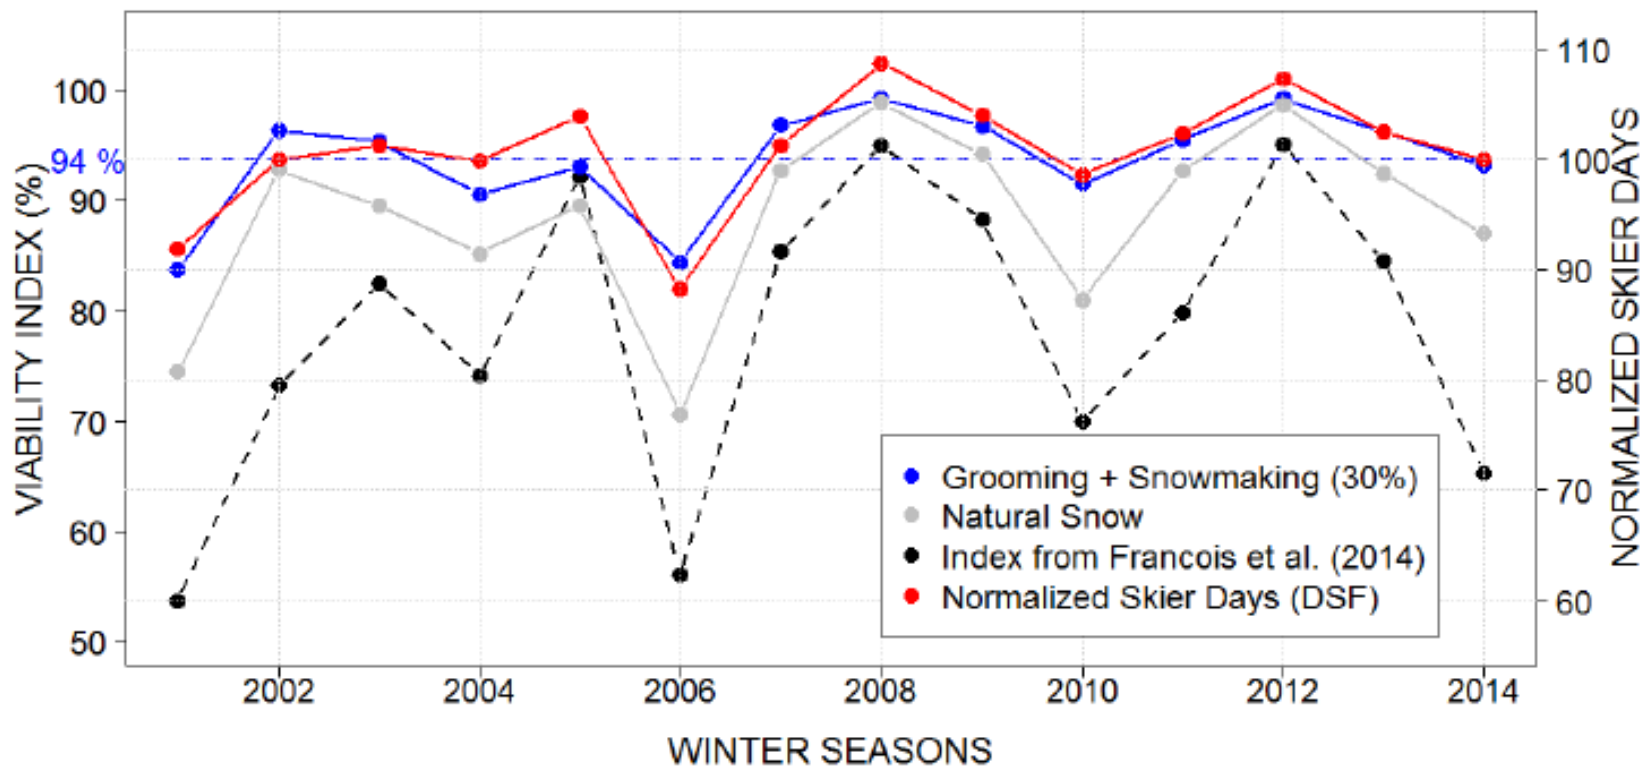 VIABILITY INDEX (%)
100
94 %
90
80
70
60
50
110
100
90
80
70
60
NORMALIZED SKIER DAYS
Grooming + Snowmaking (30%)
Natural Snow
Index from Francois et al. (2014)
Normalized Skier Days (DSF)
2002 2004 2006 2008 2010 2012 2014
WINTER SEASONS